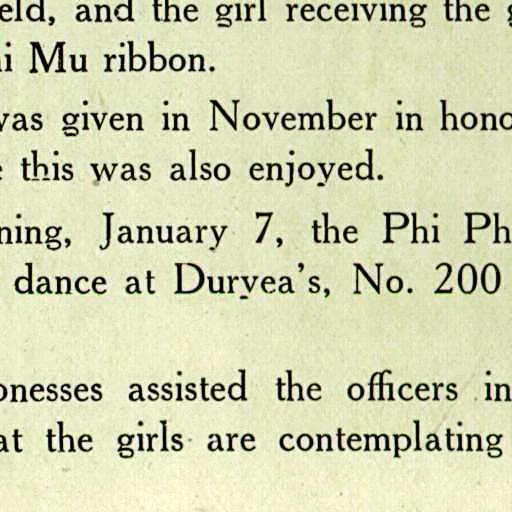 eld, and the girl receiving the
i Mu ribbon.
was given in November in hono
this was also enjoyed.
ning, January 7, the Phi Ph
dance at Duryea's, No. 200
onesses assisted the officers in
at the girls are contemplating